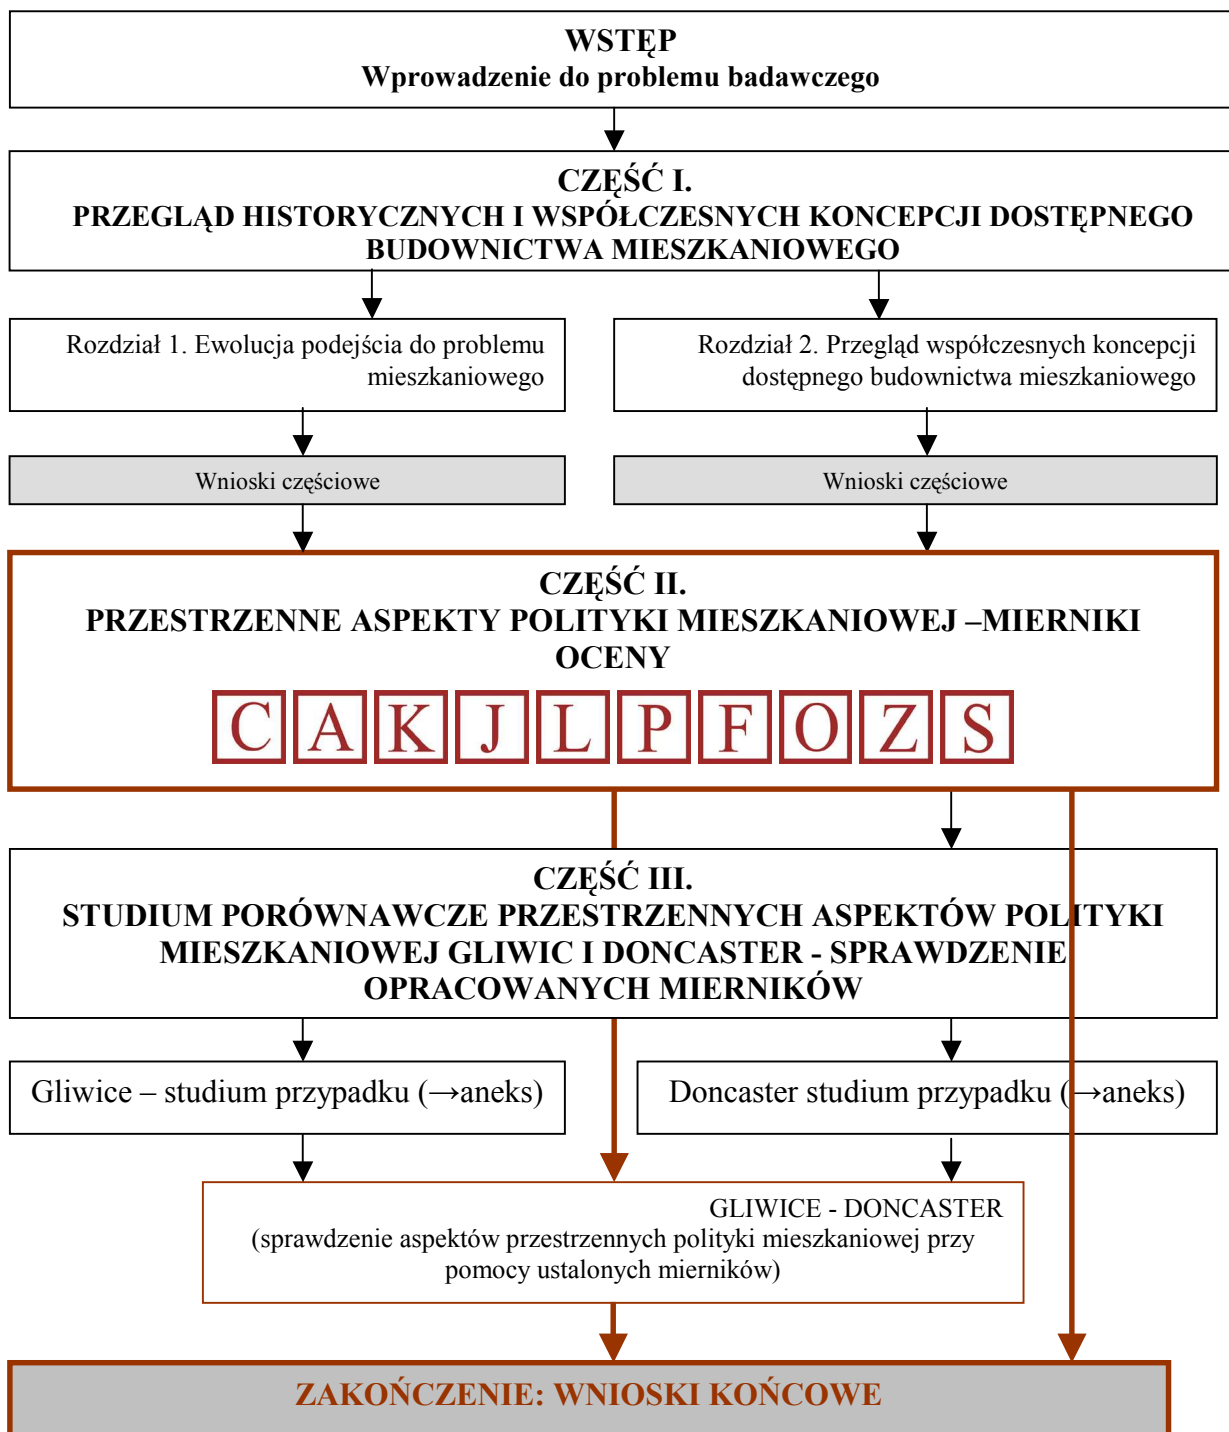 WSTĘP
Wprowadzenie do problemu badawczego
CZĘŚĆ I.
PRZEGLĄD HISTORYCZNYCH I WSPÓŁCZESNYCH KONCEPCJI DOSTĘPNEGO
BUDOWNICTWA MIESZKANIOWEGO
Rozdział 1. Ewolucja podejścia do problemu
mieszkaniowego
Rozdział 2. Przegląd współczesnych koncepcji
dostępnego budownictwa mieszkaniowego
Wnioski częściowe
Wnioski częściowe
CZĘŚĆ II.
PRZESTRZENNE ASPEKTY POLITYKI MIESZKANIOWEJ –MIERNIKI
OCENY
C A K J L P F O Z S
CZĘŚĆ III.
STUDIUM PORÓWNAWCZE PRZESTRZENNYCH ASPEKTÓW POLITYKI
MIESZKANIOWEJ GLIWIC I DONCASTER - SPRAWDZENIE
OPRACOWANYCH MIERNIKÓW
Gliwice – studium przypadku (→aneks)
Doncaster studium przypadku (→aneks)
GLIWICE - DONCASTER
(sprawdzenie aspektów przestrzennych polityki mieszkaniowej przy
pomocy ustalonych mierników)
ZAKOŃCZENIE: WNIOSKI KOŃCOWE